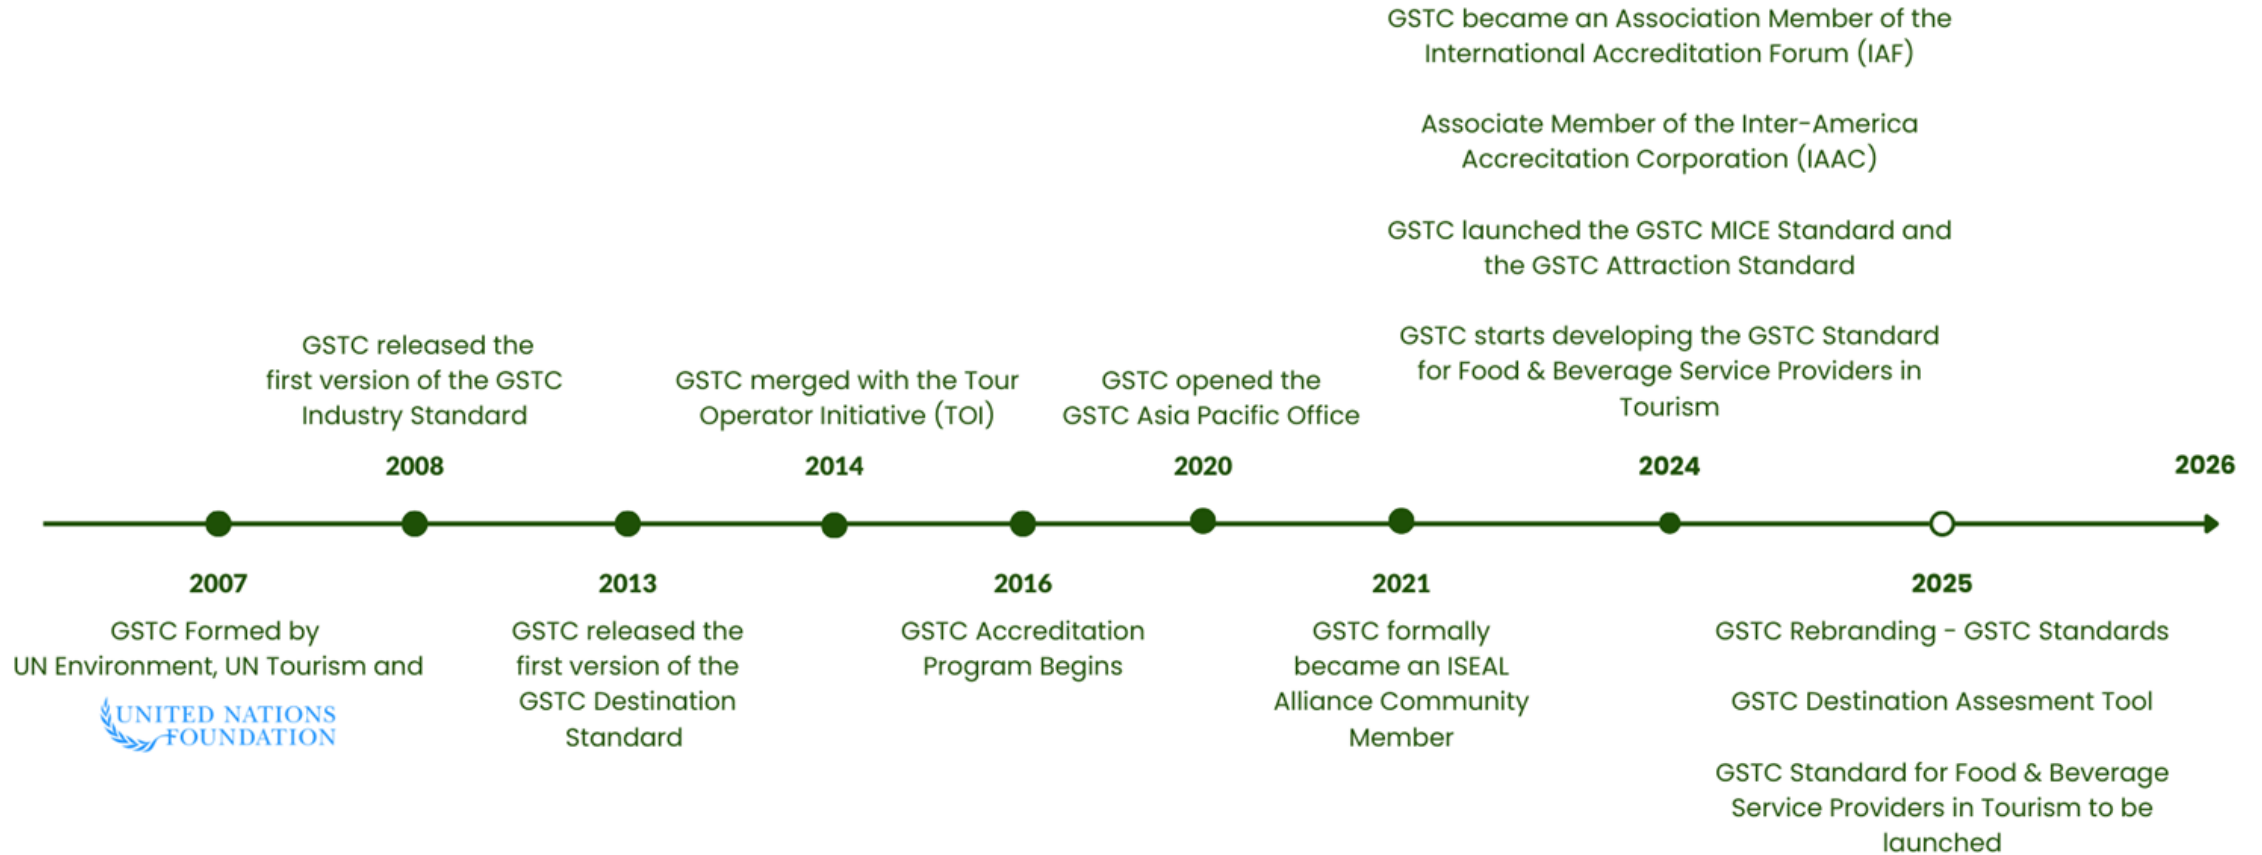 GSTC became an Association Member of the
International Accreditation Forum (IAF)
Associate Member of the Inter-America
Accrecitation Corporation (IAAC)
GSTC launched the GSTC MICE Standard and
the GSTC Attraction Standard
GSTC starts developing the GSTC Standard
for Food & Beverage Service Providers in
Tourism
GSTC released the
first version of the GSTC
Industry Standard
GSTC merged with the Tour
Operator Initiative (TOI)
GSTC opened the
GSTC Asia Pacific Office
2008
2014
2020
2024
2026
2007
GSTC Formed by
UN Environment, UN Tourism and
UNITED NATIONS
FOUNDATION
2013
GSTC released the
first version of the
GSTC Destination
Standard
2016
GSTC Accreditation
Program Begins
2021
GSTC formally
became an ISEAL
Alliance Community
Member
2025
GSTC Rebranding - GSTC Standards
GSTC Destination Assesment Tool
GSTC Standard for Food & Beverage
Service Providers in Tourism to be
launched